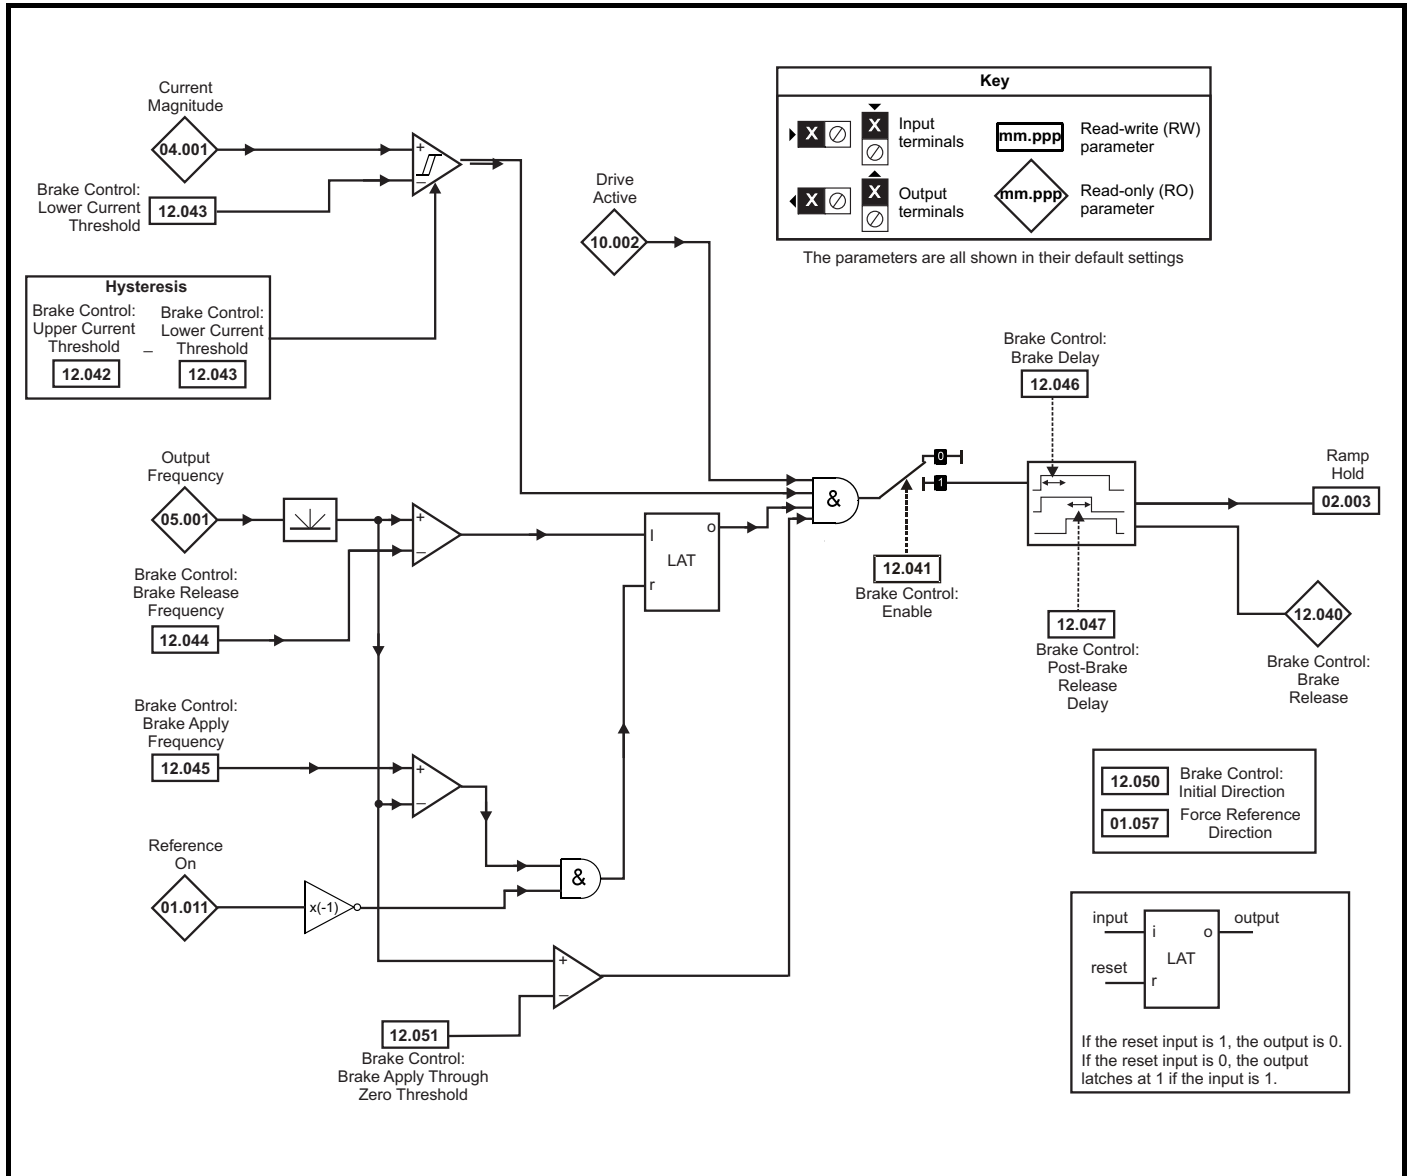 Current
Magnitude
04.001
+
–
Brake Control:
Lower Current
Threshold
12.043
Hysteresis
Brake Control:
Upper Current
Threshold
12.042
–
Brake Control:
Lower Current
Threshold
12.043
Drive
Active
10.002
Key
X
X
Input
terminals
mm.ppp
Read-write (RW)
parameter
X
X
Output
terminals
mm.ppp
Read-only (RO)
parameter
The parameters are all shown in their default settings
Output
Frequency
05.001
+
–
Brake Control:
Brake Release
Frequency
12.044
I
o
LAT
r
&
0
1
12.041
Brake Control:
Enable
Brake Control:
Brake Delay
12.046
12.047
Brake Control:
Post-Brake
Release
Delay
Ramp
Hold
02.003
12.040
Brake Control:
Brake
Release
Brake Control:
Brake Apply
Frequency
12.045
+
–
Reference
On
01.011
x(-1)
&
+
–
12.051
Brake Control:
Brake Apply Through
Zero Threshold
12.050
Brake Control:
Initial Direction
01.057
Force Reference
Direction
input
i
o
output
LAT
reset
r
If the reset input is 1, the output is 0.
If the reset input is 0, the output
latches at 1 if the input is 1.